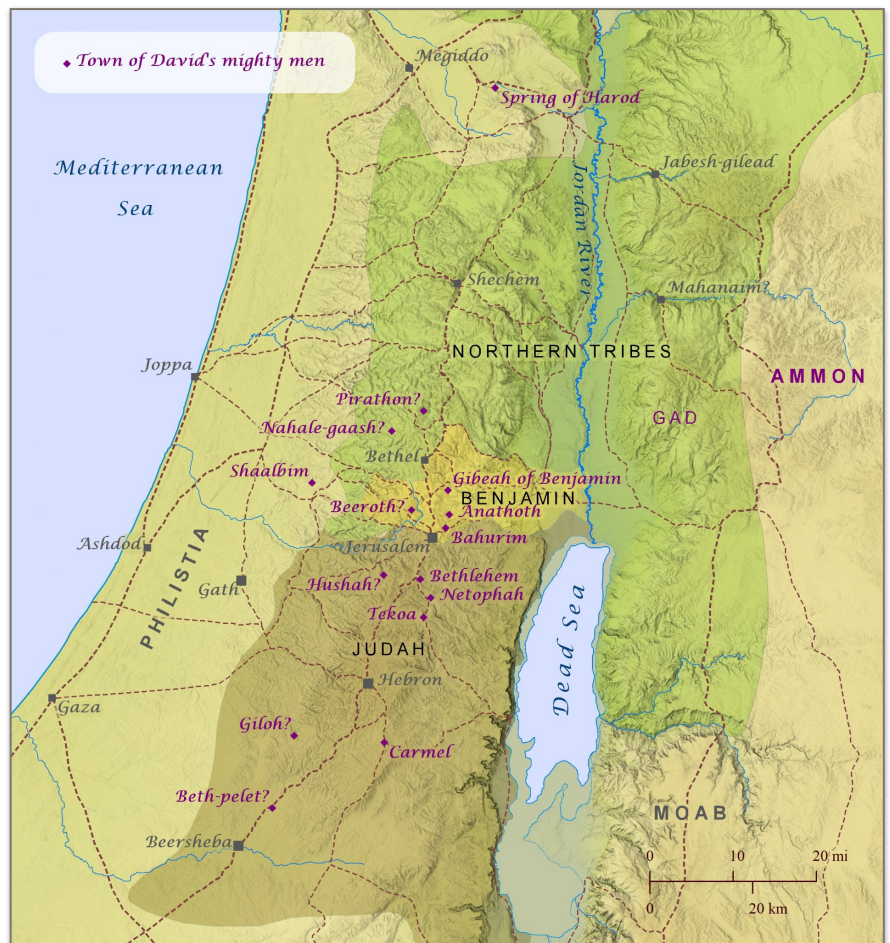 Town of David's mighty men
Megiddo
Spring of Harod
Mediterranean
Sea
Jabesh-gilead
Jordan River
Shechem
Mahanaim?
NORTHERN TRIBES
Joppa
AMMON
Pirathon?
GAD
Nahale-gaash?
Bethel
Shaalbim
Gibeah of Benjamin
BENJAMIN
Beeroth?
Anathoth
Bahurim
Ashdod
Jerusalem
PHILISTIA
Gath
Hushah?
Bethlehem
Netophah
Tekoa
Dead Sea
JUDAH
Hebron
Gaza
Giloh?
Carmel
Beth-pelet?
MOAB
Beersheba
0 10 20 mi
0 20 km